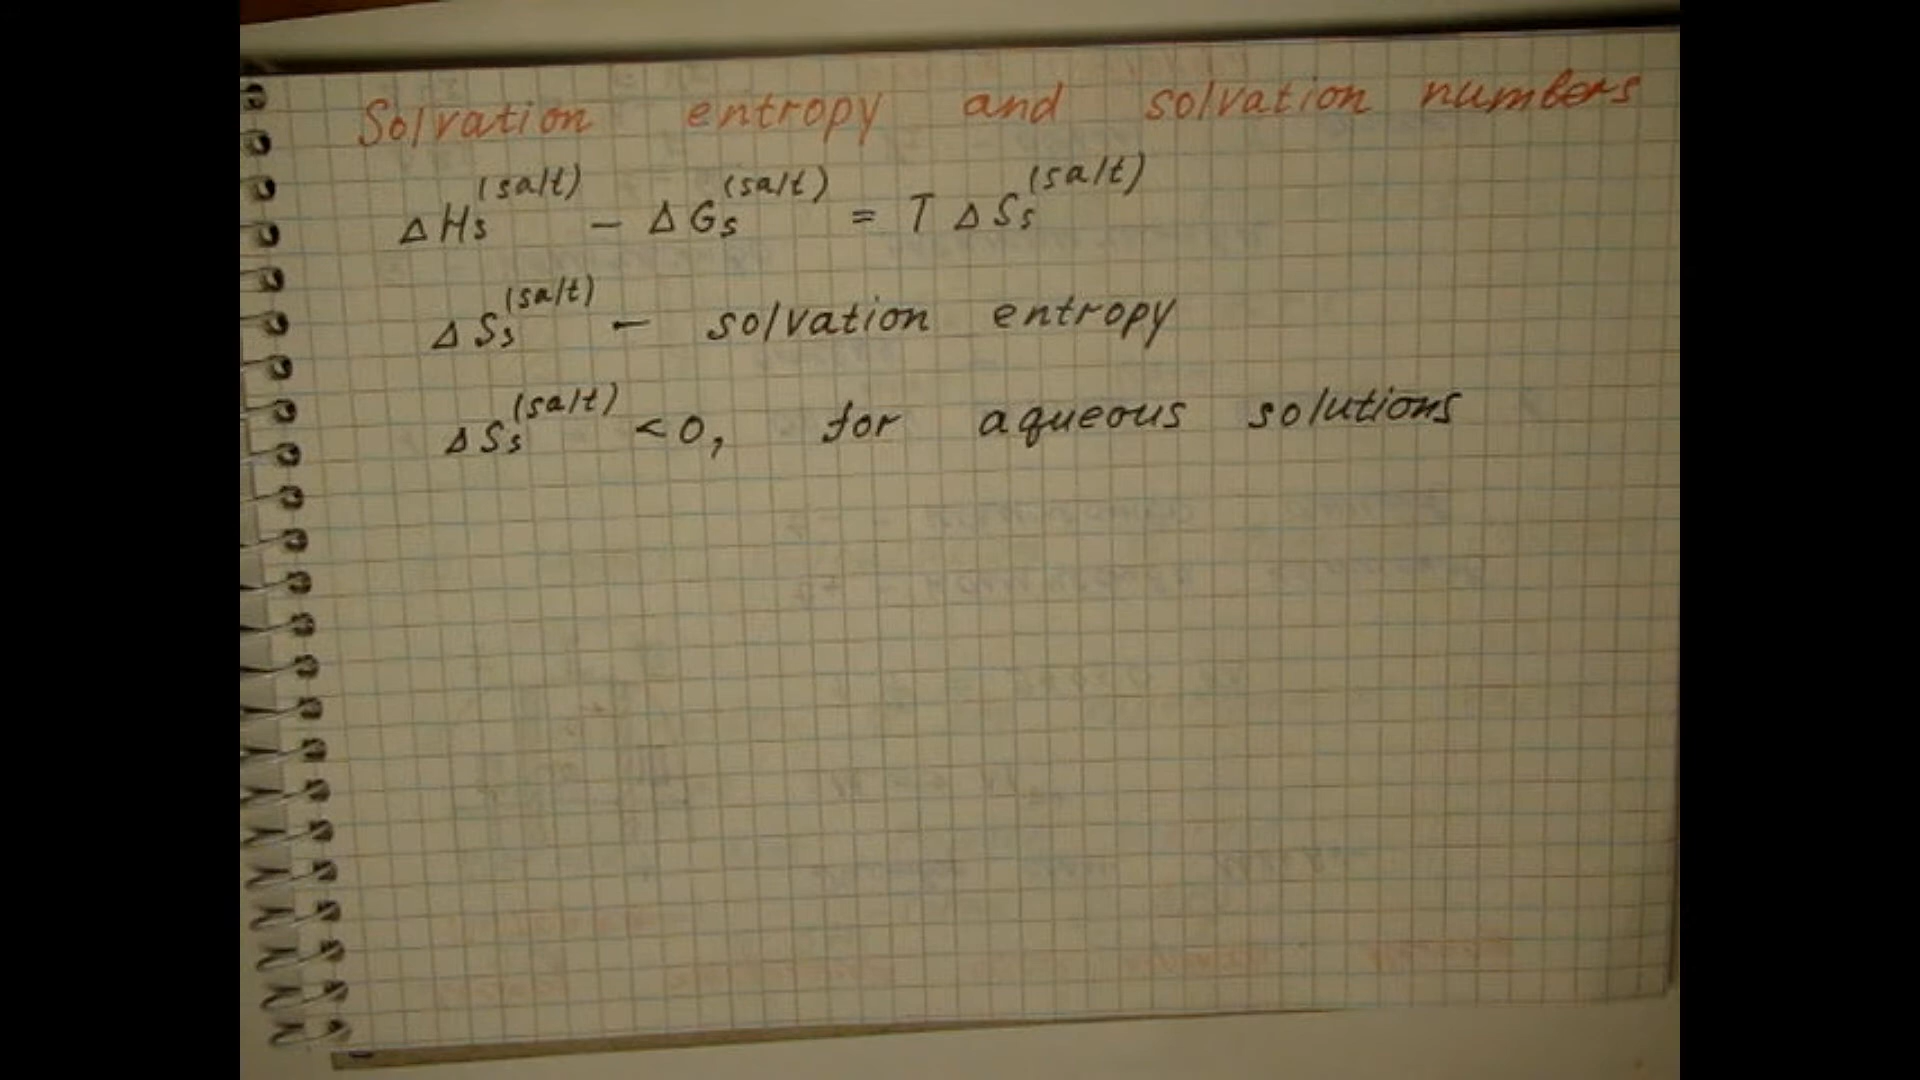 Solvation entropy and solvation numbers
ΔHs^(salt) − ΔGs^(salt) = T ΔSs^(salt)
ΔSs^(salt) − solvation entropy
ΔSs^(salt) < 0, for aqueous solutions